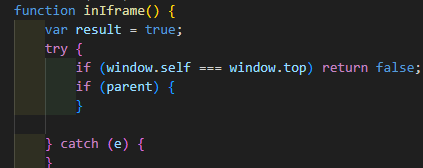 function inIframe() {
    var result = true;
    try {
        if (window.self === window.top) return false;
        if (parent) {
        }

    } catch (e) {
    }